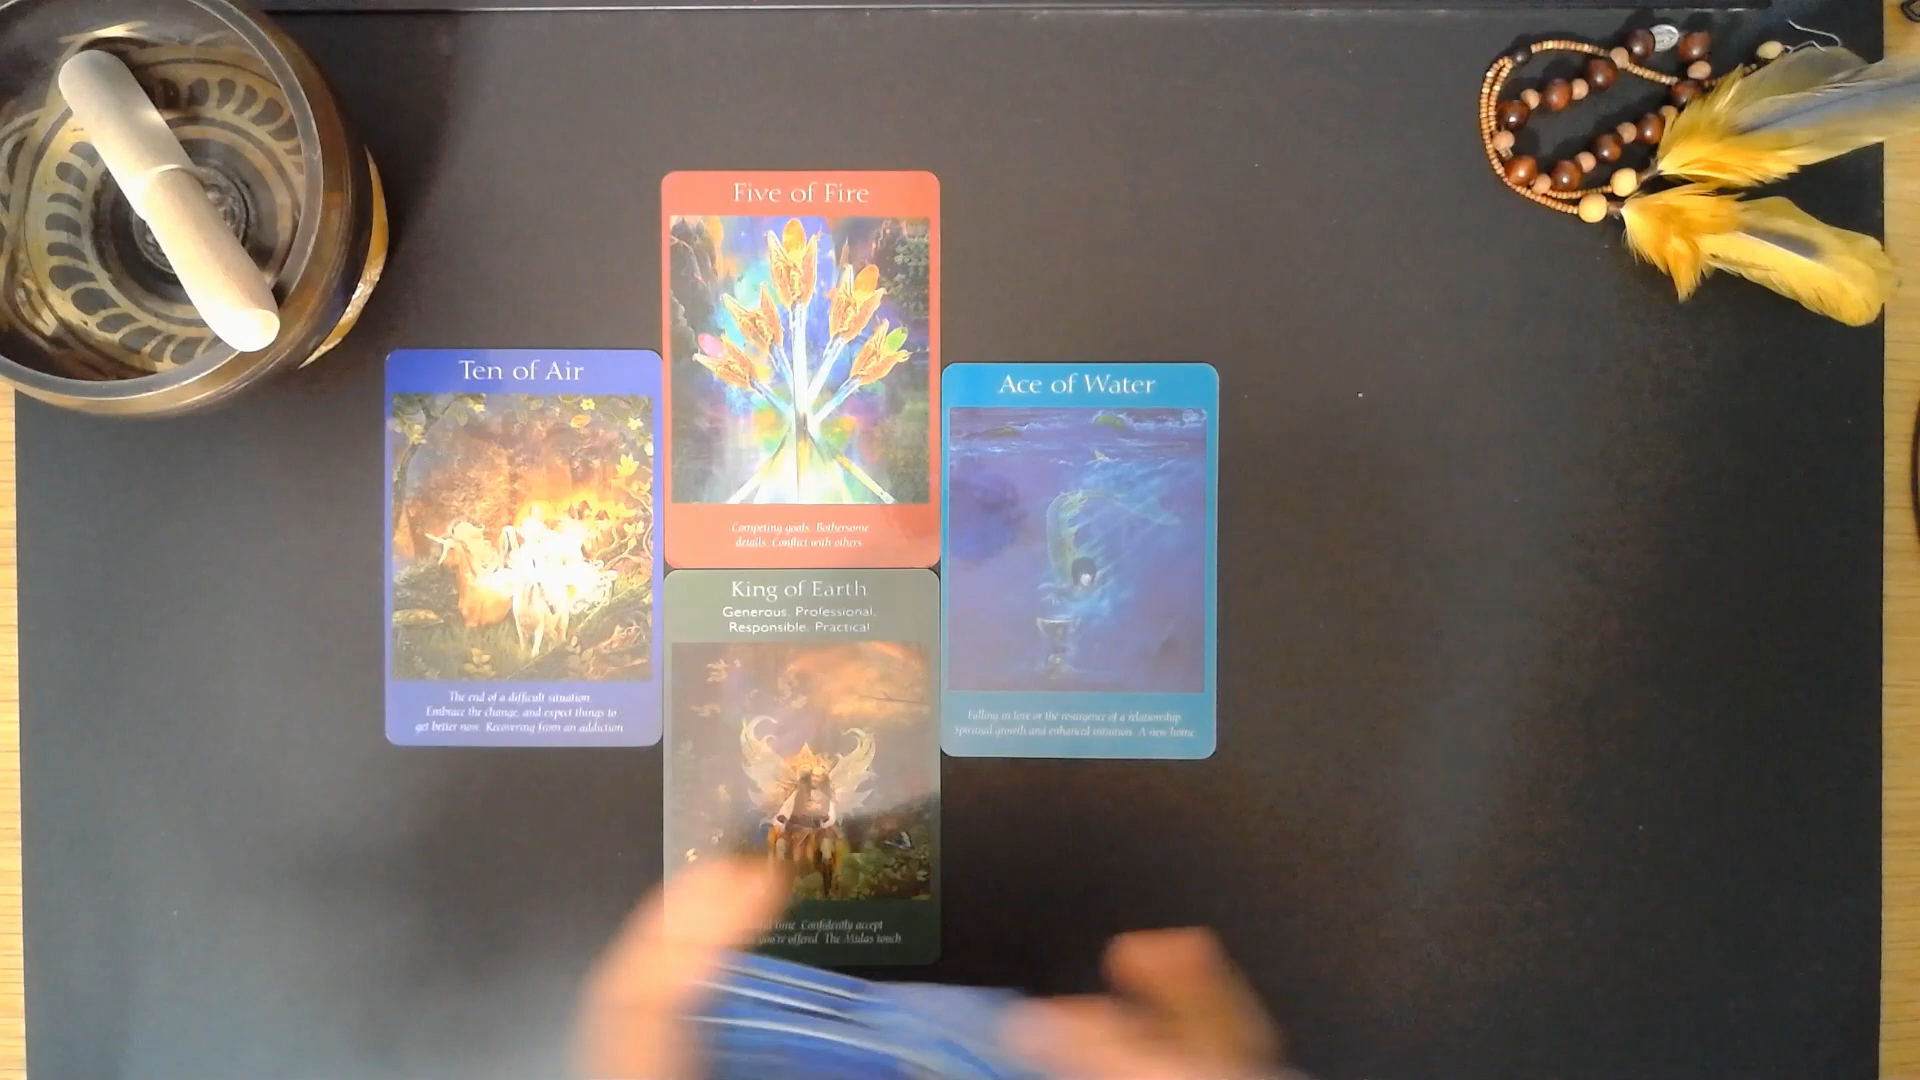 Five of Fire
Competing goals. Bothersome
details. Conflict with others
Ten of Air
The end of a difficult situation.
Embrace the change, and expect things to
get better now. Recovering from an addiction
Ace of Water
Falling in love or the resurgence of a relationship
Spiritual growth and enhanced intuition. A new home
King of Earth
Generous. Professional.
Responsible. Practical
time. Confidently accept
you're offered. The Midas touch